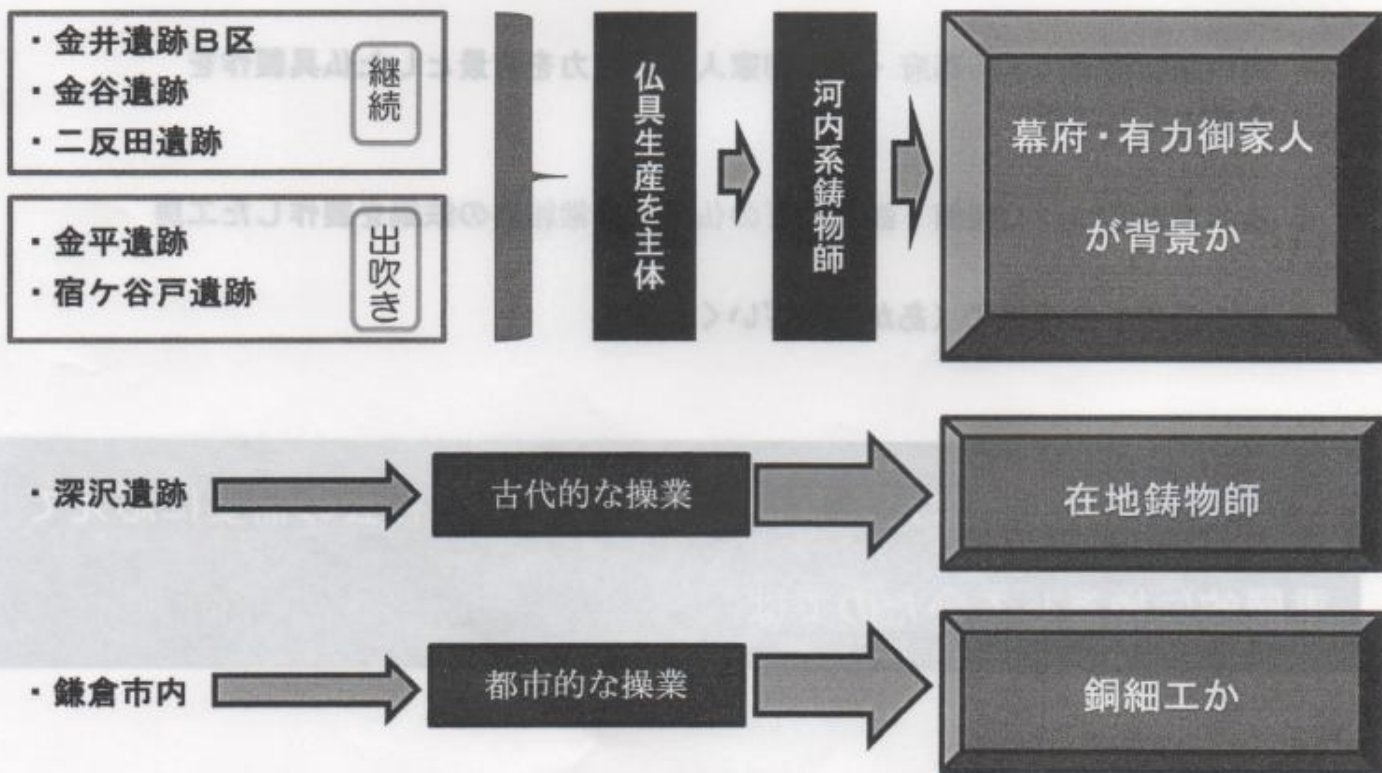 ・金井遺跡B区
・金谷遺跡
・二反田遺跡
継続
・金平遺跡
・宿ケ谷戸遺跡
出吹き
仏具生産を主体
河内系鋳物師
幕府・有力御家人
が背景か
・深沢遺跡
古代的な操業
在地鋳物師
・鎌倉市内
都市的な操業
銅細工か